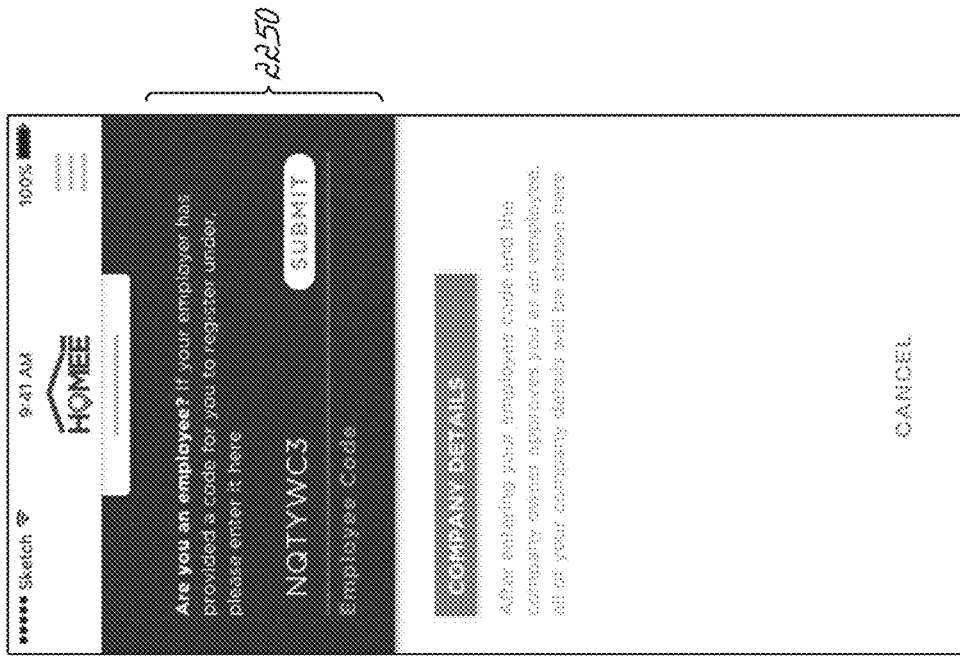 ••••• Sketch
9:41 AM
100%
HOMEE
Are you an employee? If your employer has
provided a code for you to register under,
please enter it here
NQTYWC3
SUBMIT
Employee Code
2250
COMPANY DETAILS
After entering your employee code and the
company owner approves you as an employee,
all of your company details will be shown here
CANCEL